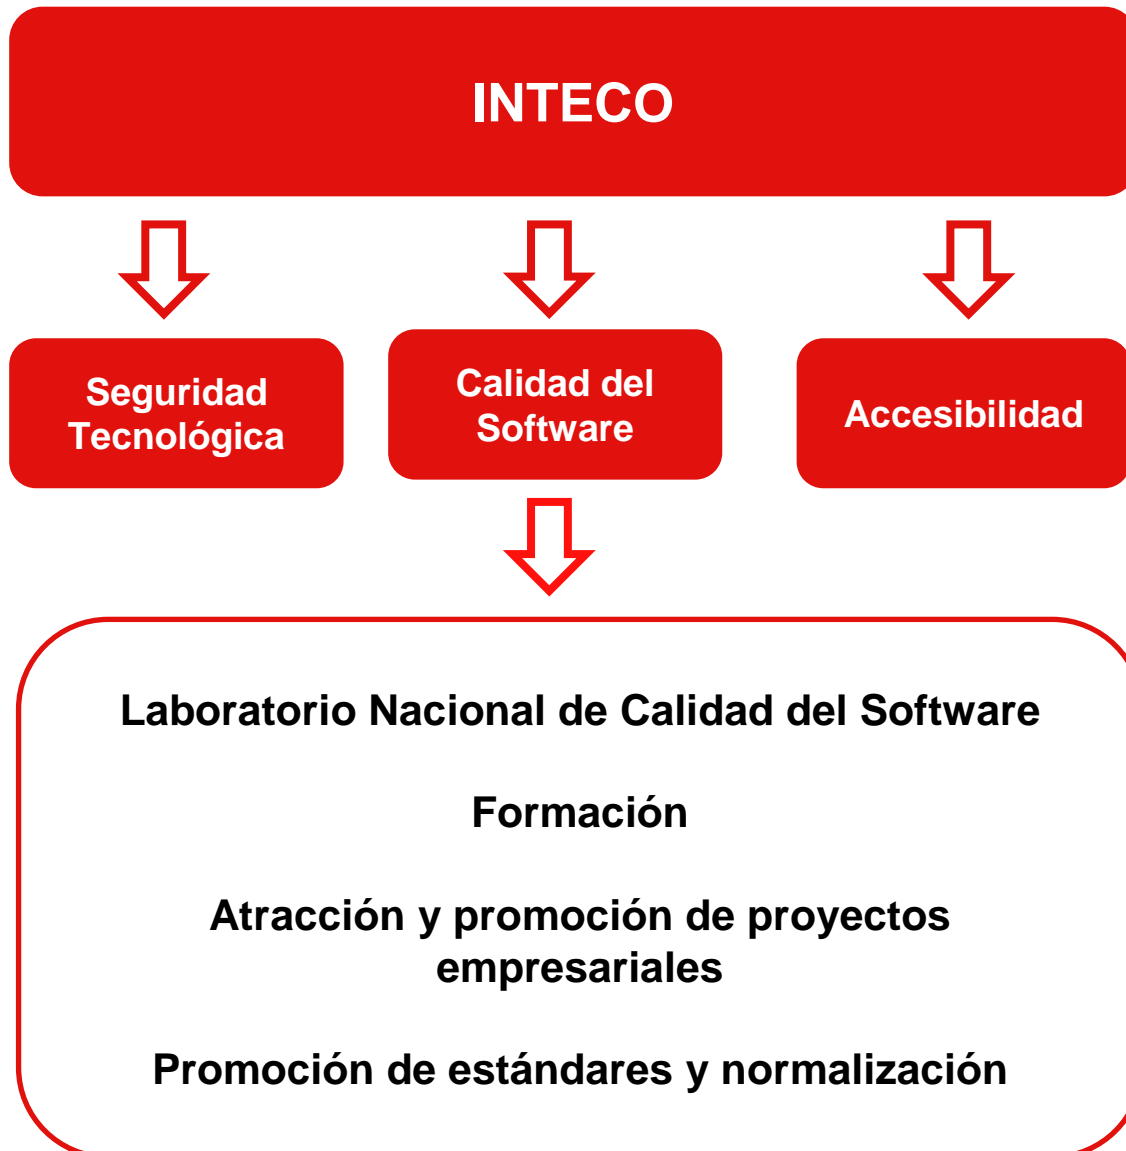 INTECO
Seguridad
Tecnológica
Calidad del
Software
Accesibilidad
Laboratorio Nacional de Calidad del Software
Formación
Atracción y promoción de proyectos
empresariales
Promoción de estándares y normalización